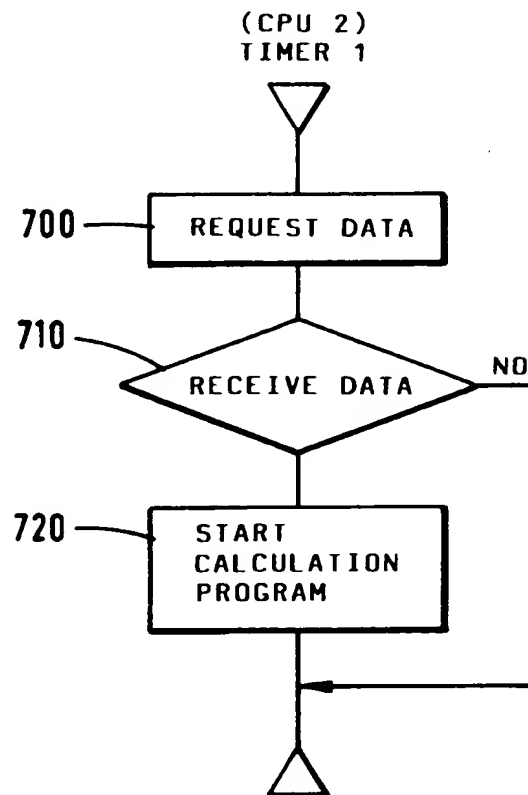 (CPU 2)
TIMER 1
700
REQUEST DATA
710
RECEIVE DATA
NO
720
START
CALCULATION
PROGRAM